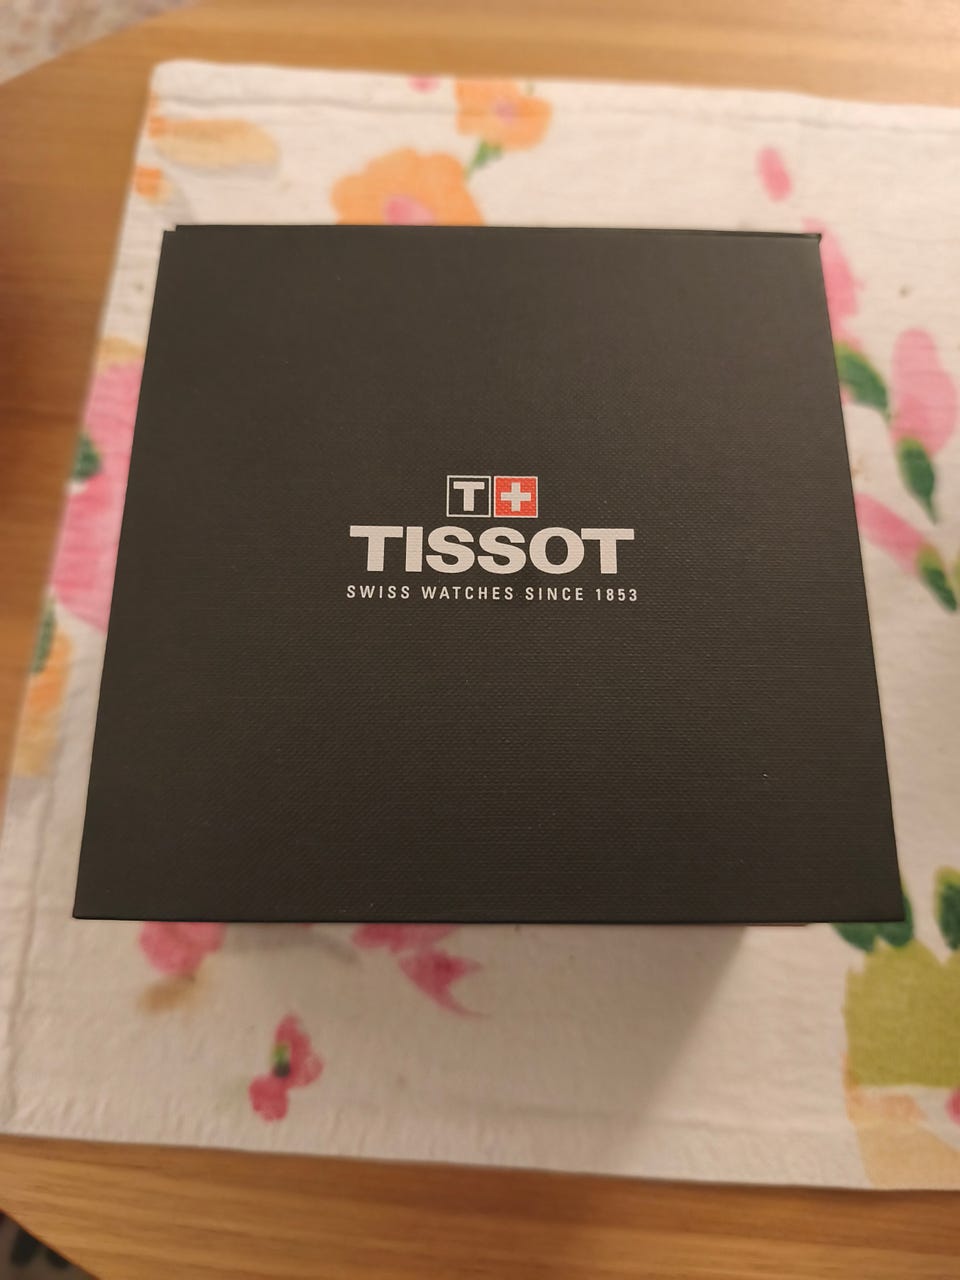 T+
TISSOT
SWISS WATCHES SINCE 1853